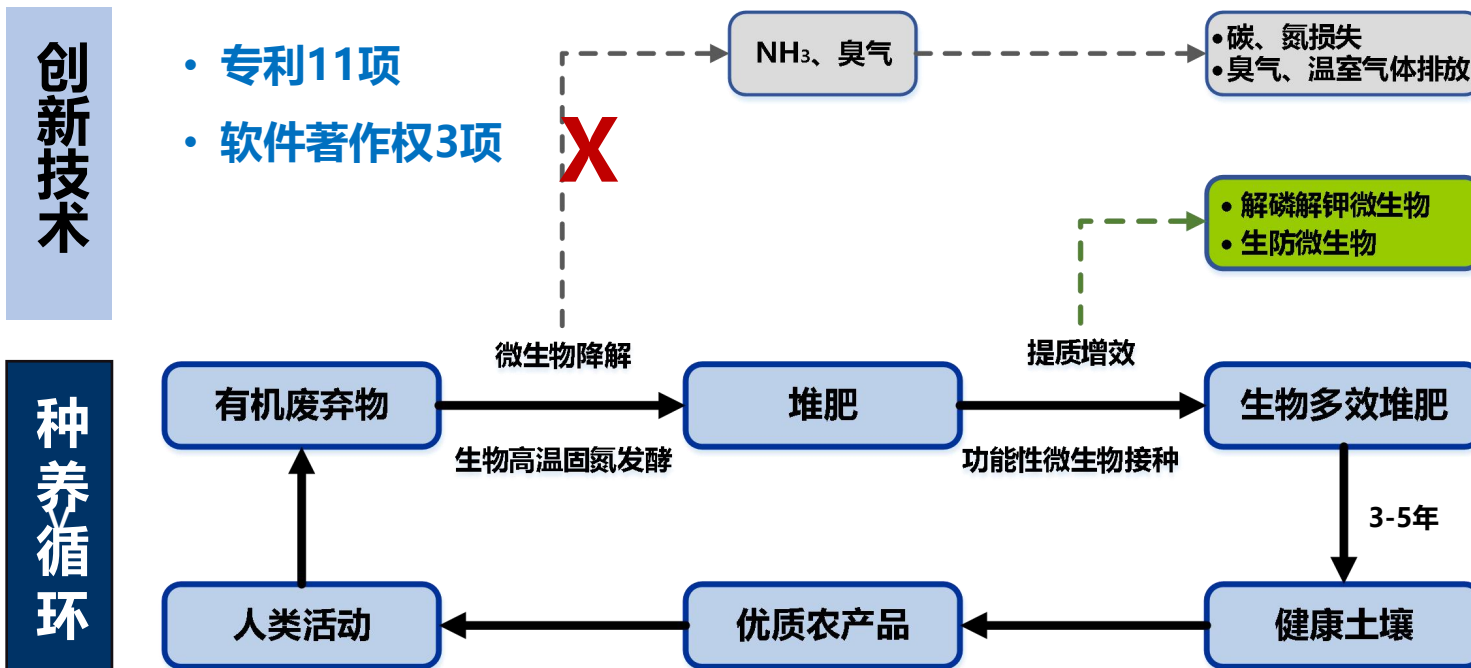 创新技术
• 专利11项
• 软件著作权3项
X
NH₃、臭气
•碳、氮损失
•臭气、温室气体排放
• 解磷解钾微生物
• 生防微生物
微生物降解
提质增效
种养循环
有机废弃物
堆肥
生物多效堆肥
生物高温固氮发酵
功能性微生物接种
3-5年
人类活动
优质农产品
健康土壤